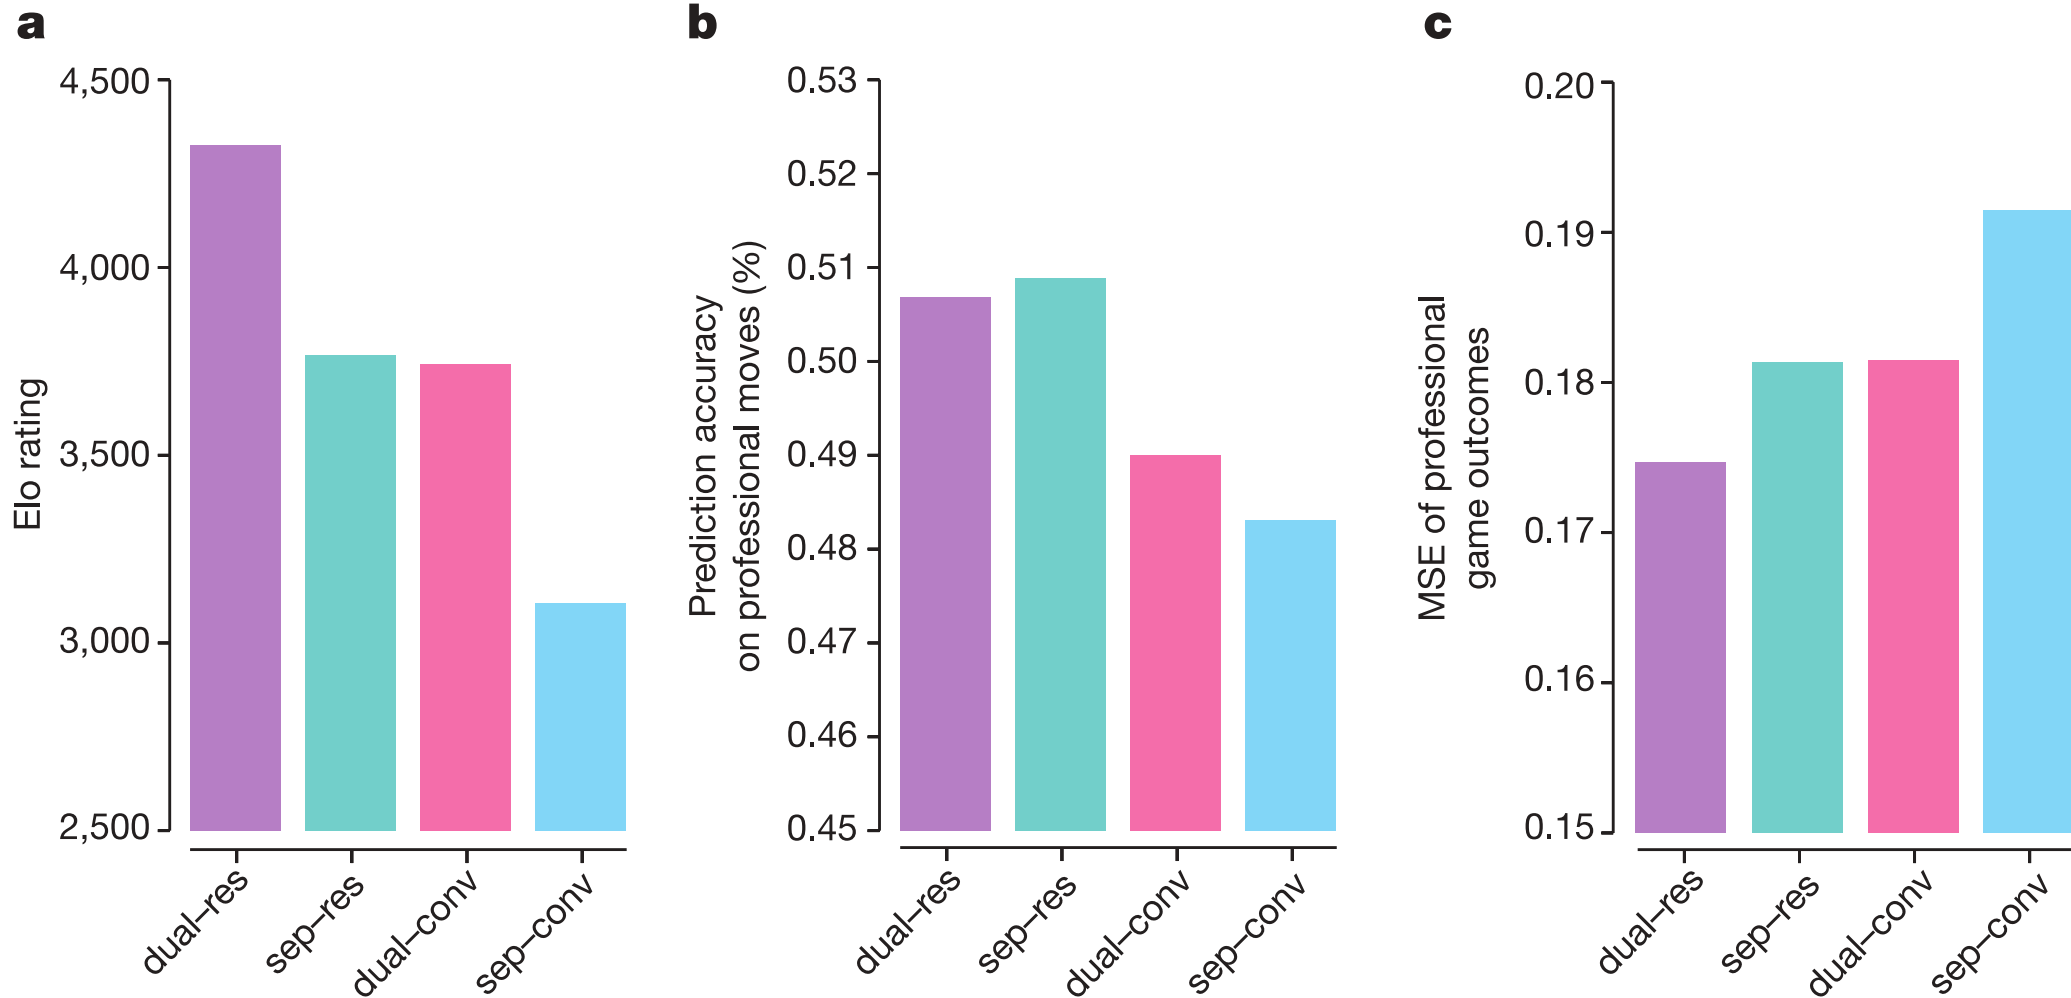 a
4,500
4,000
3,500
3,000
2,500
Elo rating
dual–res
sep–res
dual–conv
sep–conv
b
0.53
0.52
0.51
0.50
0.49
0.48
0.47
0.46
0.45
Prediction accuracy
on professional moves (%)
dual–res
sep–res
dual–conv
sep–conv
c
0.20
0.19
0.18
0.17
0.16
0.15
MSE of professional
game outcomes
dual–res
sep–res
dual–conv
sep–conv